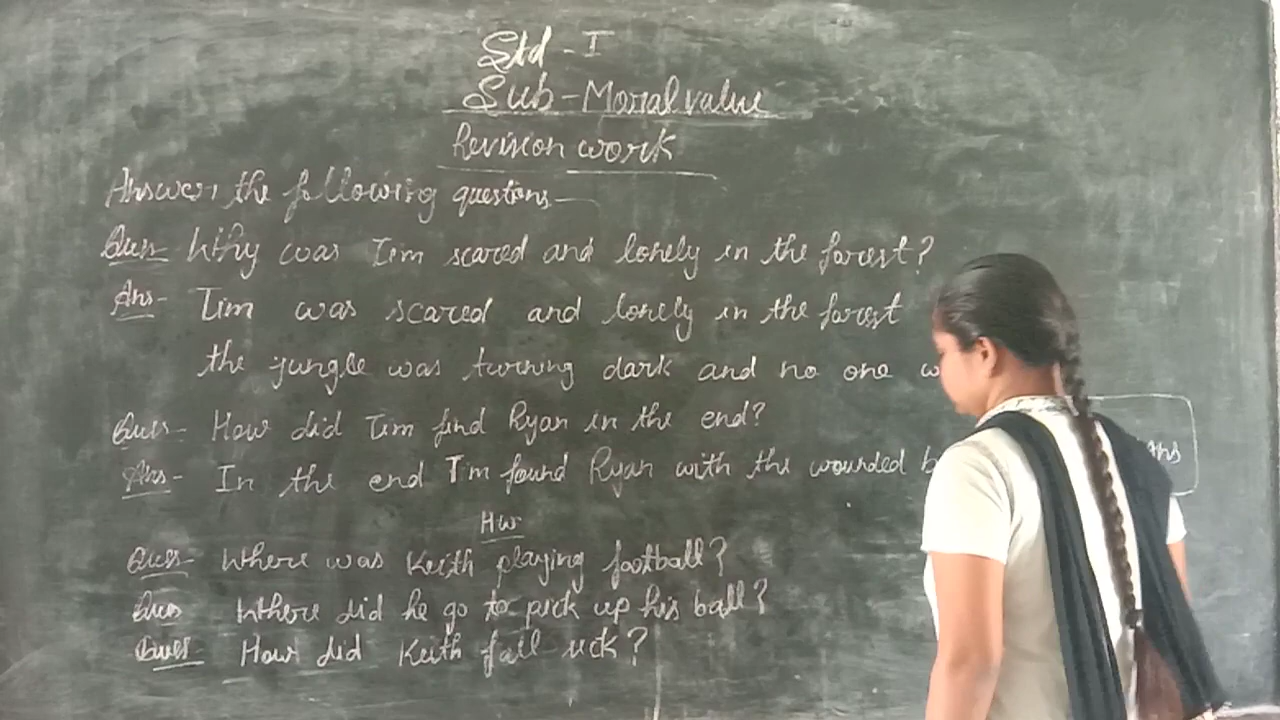 Std - I
Sub - Moral value
Revision work
Answer the following questions —
Ques - Why was Tim scared and lonely in the forest?
Ans - Tim was scared and lonely in the forest
the jungle was turning dark and no one
Ques - How did Tim find Ryan in the end?
Ans - In the end Tim found Ryan with the wounded
H.w
Ques - Where was Keith playing football?
Ques Where did he go to pick up his ball?
Ques How did Keith fall sick?